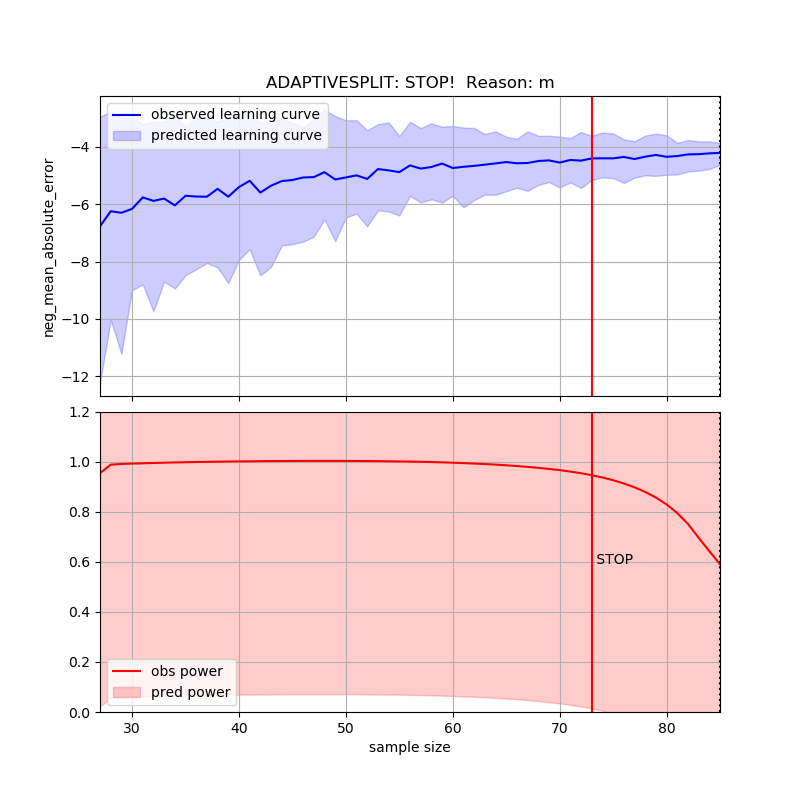 ADAPTIVESPLIT: STOP!  Reason: m
observed learning curve
predicted learning curve
neg_mean_absolute_error
−4
−6
−8
−10
−12
1.2
1.0
0.8
0.6
0.4
0.2
0.0
STOP
obs power
pred power
30
40
50
60
70
80
sample size